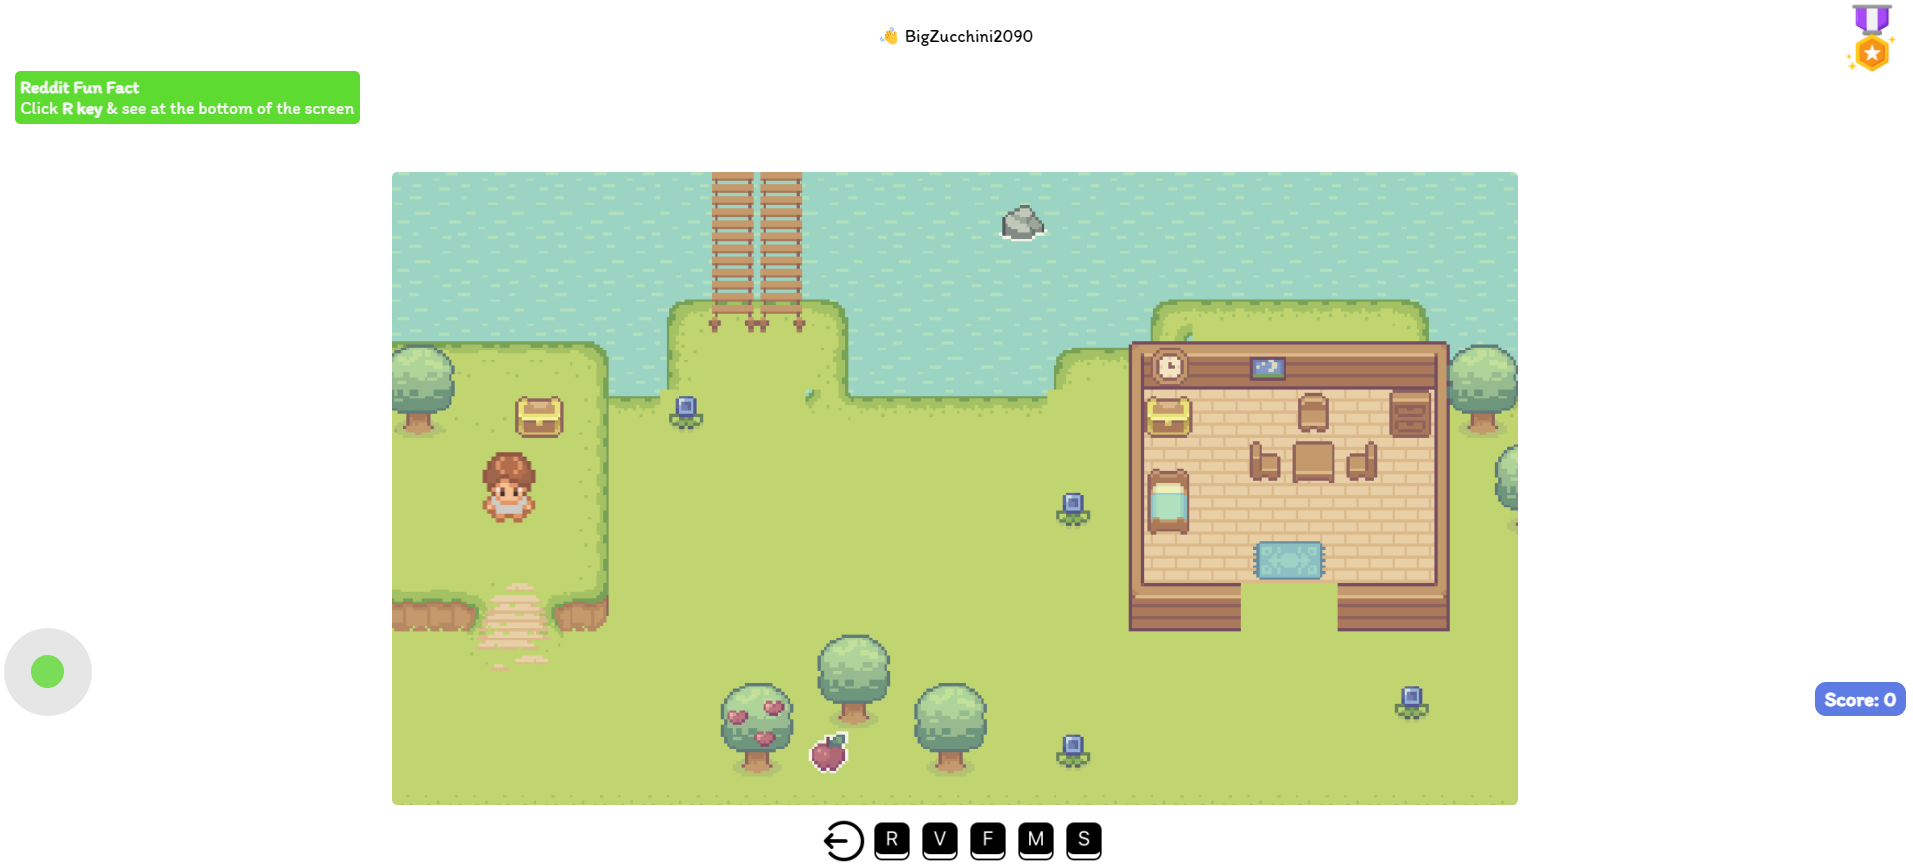 👋 BigZucchini2090
Reddit Fun Fact
Click R key & see at the bottom of the screen
Score: 0
R V F M S